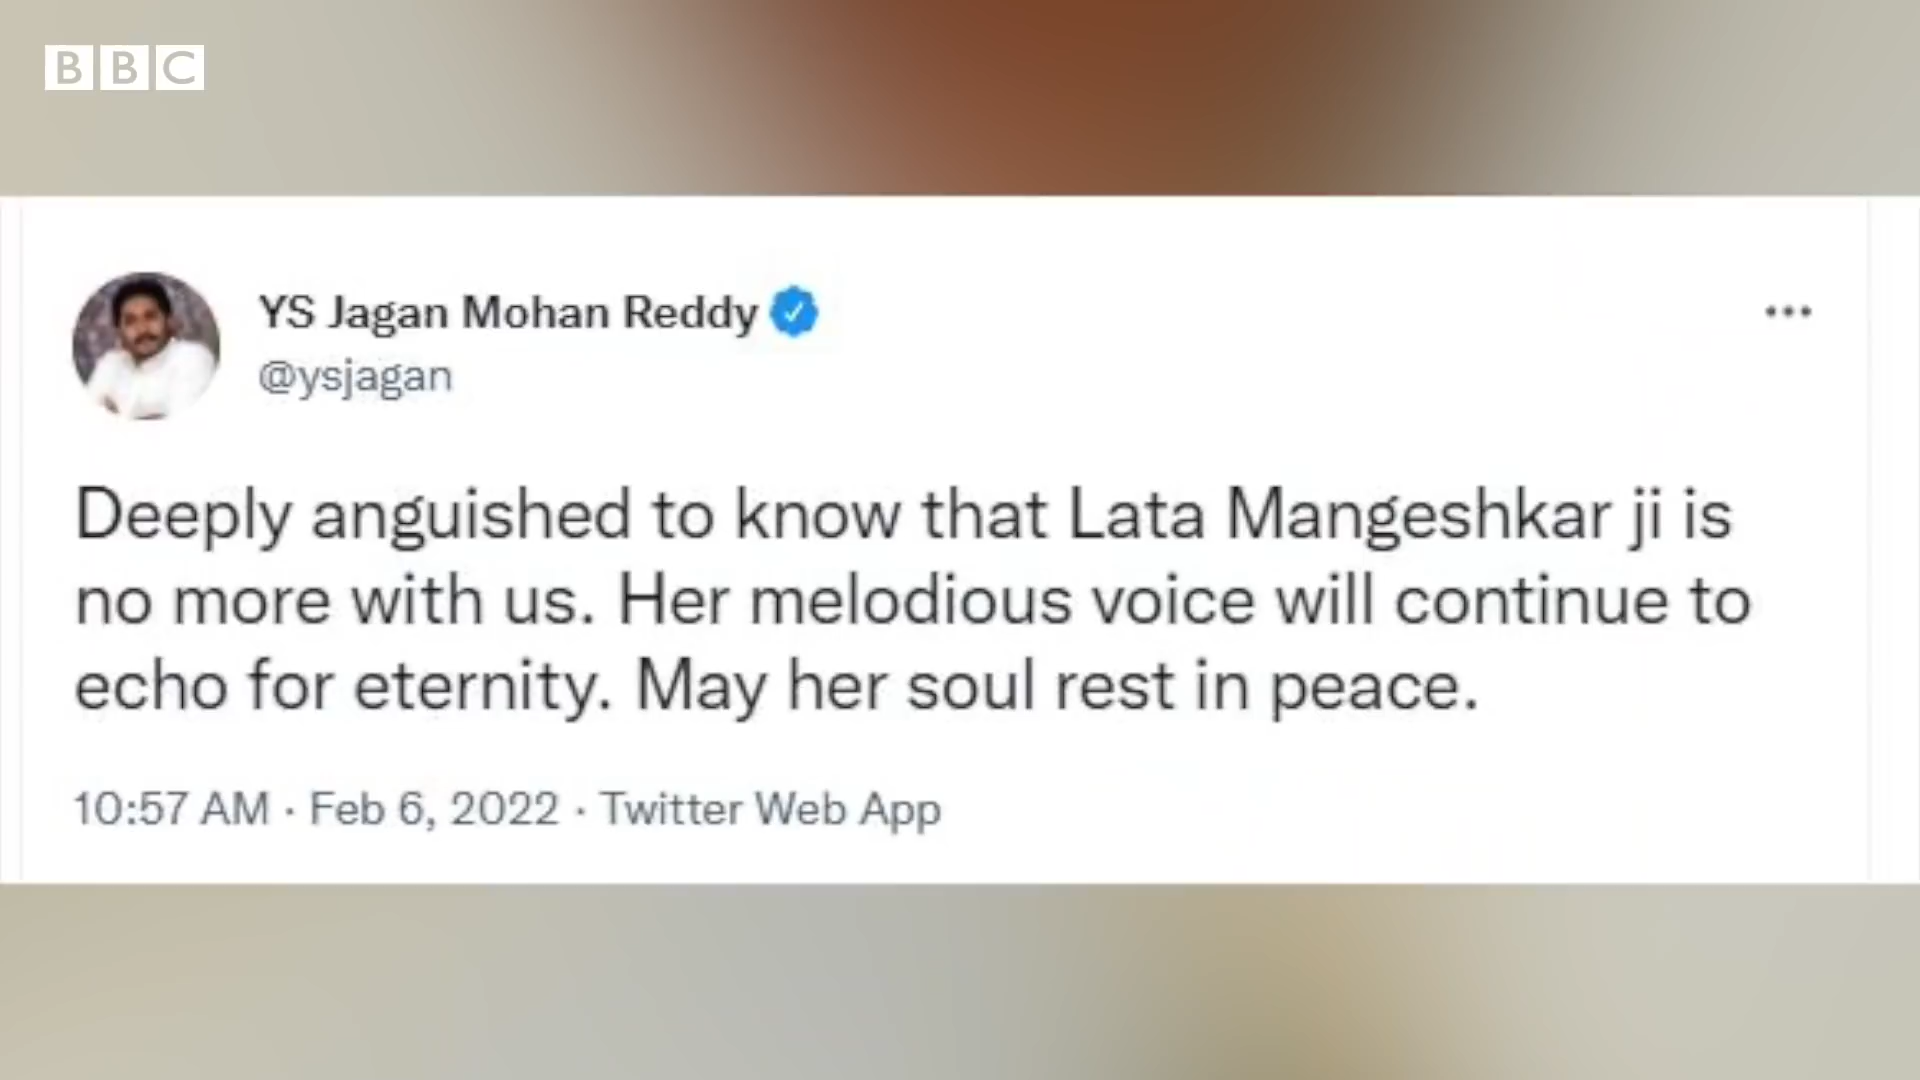 BBC
YS Jagan Mohan Reddy
@ysjagan
Deeply anguished to know that Lata Mangeshkar ji is
no more with us. Her melodious voice will continue to
echo for eternity. May her soul rest in peace.
10:57 AM · Feb 6, 2022 · Twitter Web App